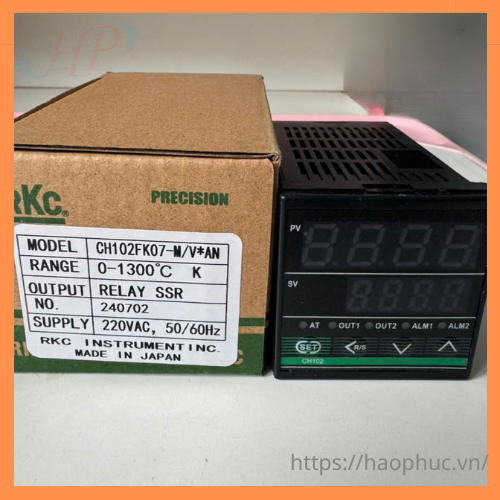 HP
RKC®
PRECISION
MODEL CH102FK07-M/V*AN
RANGE 0-1300℃ K
OUTPUT RELAY SSR
NO. 240702
SUPPLY 220VAC, 50/60Hz
RKC INSTRUMENT INC.
MADE IN JAPAN
PV
SV
AT OUT1 OUT2 ALM1 ALM2
SET <R/S
CH102
https://haophuc.vn/